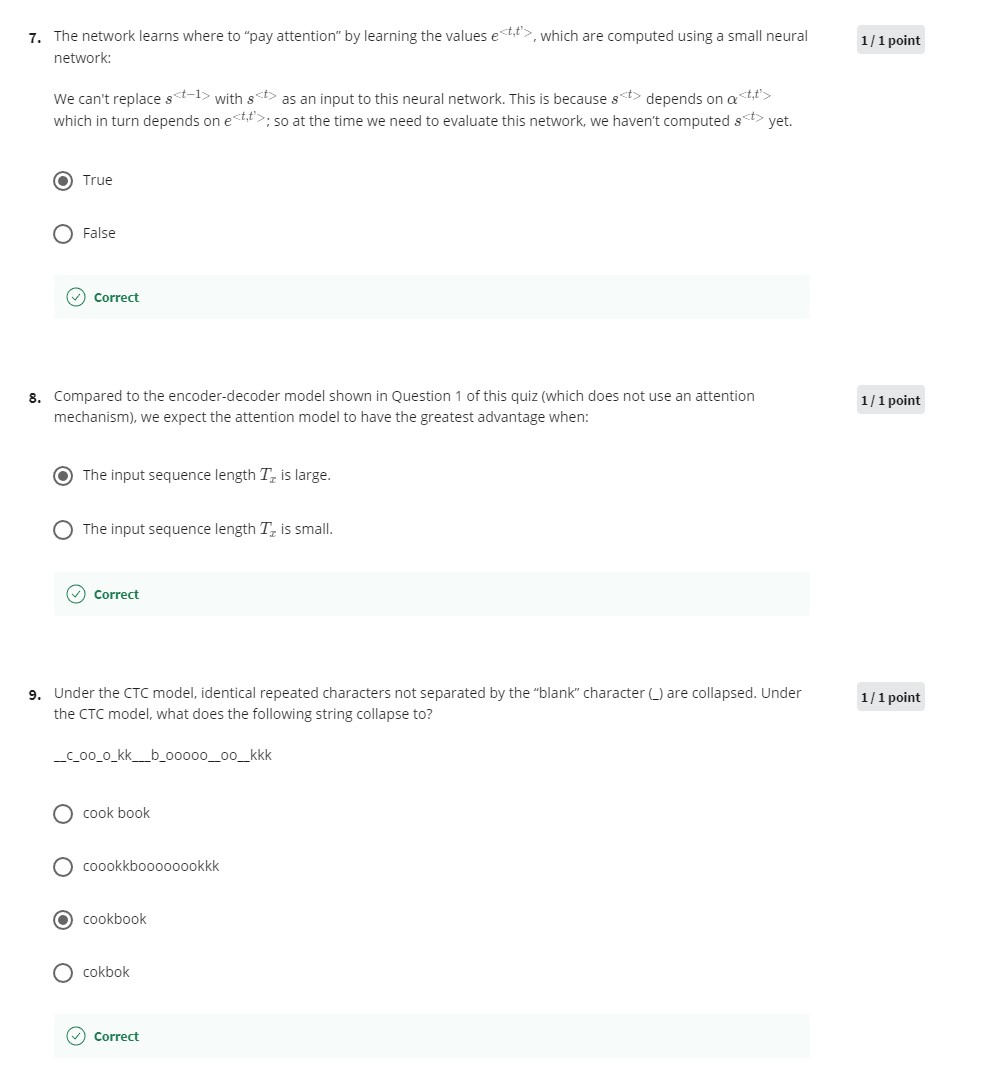 7. The network learns where to “pay attention” by learning the values e^{<t,t’>}, which are computed using a small neural
network:
1 / 1 point
We can't replace s^{<t−1>} with s^{<t>} as an input to this neural network. This is because s^{<t>} depends on α^{<t,t’>}
which in turn depends on e^{<t,t’>}; so at the time we need to evaluate this network, we haven’t computed s^{<t>} yet.
True
False
Correct
8. Compared to the encoder-decoder model shown in Question 1 of this quiz (which does not use an attention
mechanism), we expect the attention model to have the greatest advantage when:
1 / 1 point
The input sequence length T_x is large.
The input sequence length T_x is small.
Correct
9. Under the CTC model, identical repeated characters not separated by the “blank” character (_) are collapsed. Under
the CTC model, what does the following string collapse to?
1 / 1 point
__c_oo_o_kk___b_ooooo__oo__kkk
cook book
coookkboooooookkk
cookbook
cokbok
Correct